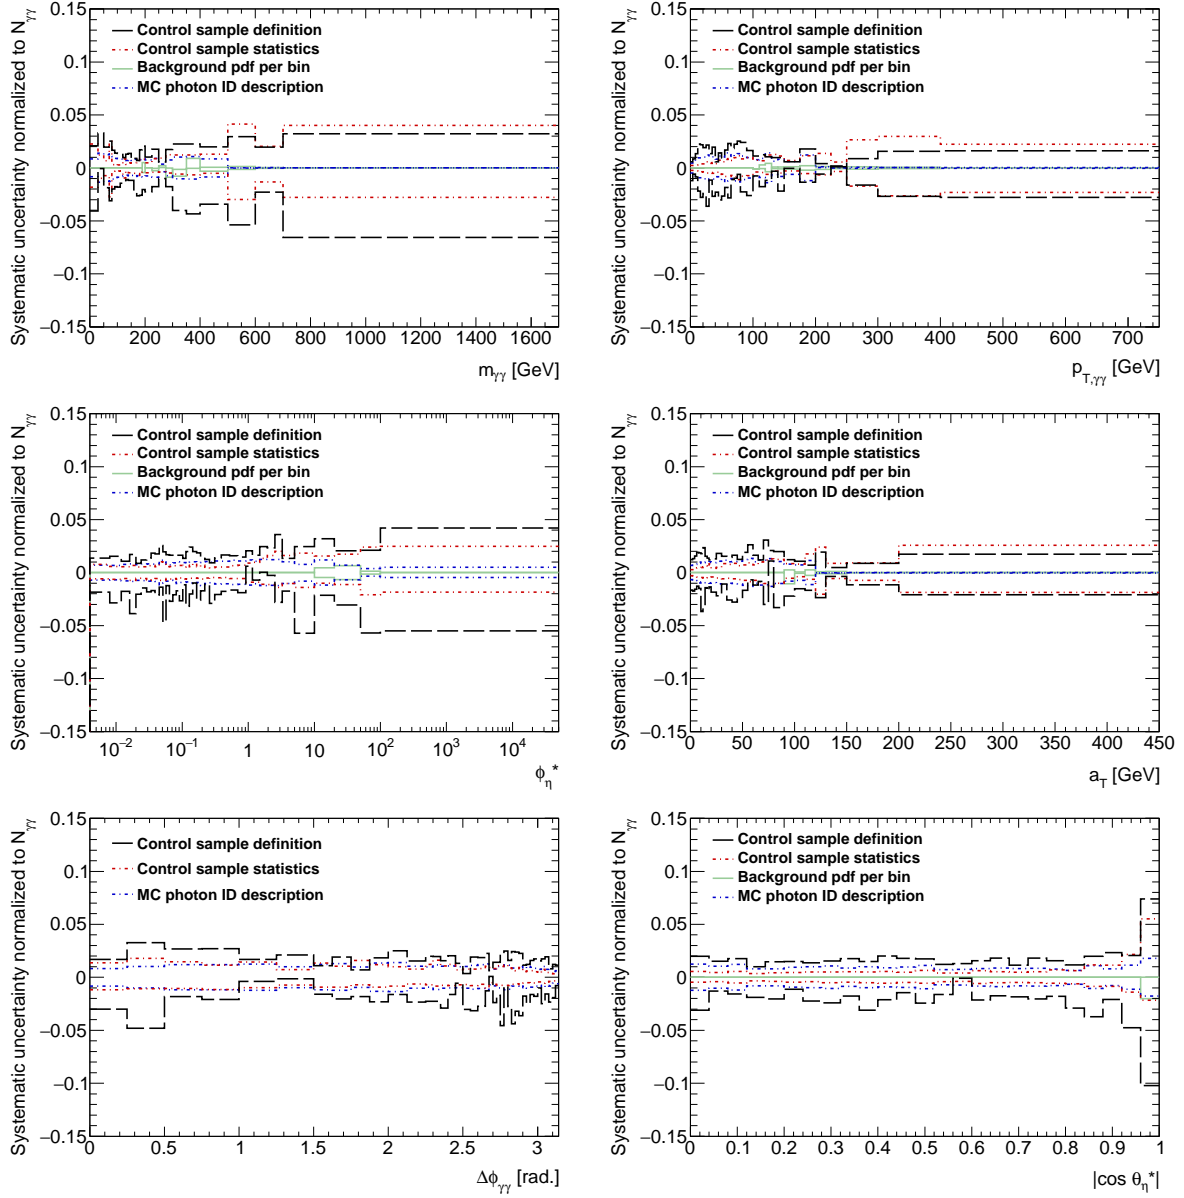 Systematic uncertainty normalized to Nγγ
0.15
0.1
0.05
0
−0.05
−0.1
−0.15
Control sample definition
Control sample statistics
Background pdf per bin
MC photon ID description
0 200 400 600 800 1000 1200 1400 1600
mγγ [GeV]
Systematic uncertainty normalized to Nγγ
0.15
0.1
0.05
0
−0.05
−0.1
−0.15
Control sample definition
Control sample statistics
Background pdf per bin
MC photon ID description
0 100 200 300 400 500 600 700
pT,γγ [GeV]
Systematic uncertainty normalized to Nγγ
0.15
0.1
0.05
0
−0.05
−0.1
−0.15
Control sample definition
Control sample statistics
Background pdf per bin
MC photon ID description
10⁻² 10⁻¹ 1 10 10² 10³ 10⁴
ϕη*
Systematic uncertainty normalized to Nγγ
0.15
0.1
0.05
0
−0.05
−0.1
−0.15
Control sample definition
Control sample statistics
Background pdf per bin
MC photon ID description
0 50 100 150 200 250 300 350 400 450
aT [GeV]
Systematic uncertainty normalized to Nγγ
0.15
0.1
0.05
0
−0.05
−0.1
−0.15
Control sample definition
Control sample statistics
MC photon ID description
0 0.5 1 1.5 2 2.5 3
Δϕγγ [rad.]
Systematic uncertainty normalized to Nγγ
0.15
0.1
0.05
0
−0.05
−0.1
−0.15
Control sample definition
Control sample statistics
Background pdf per bin
MC photon ID description
0 0.1 0.2 0.3 0.4 0.5 0.6 0.7 0.8 0.9 1
|cos θη*|